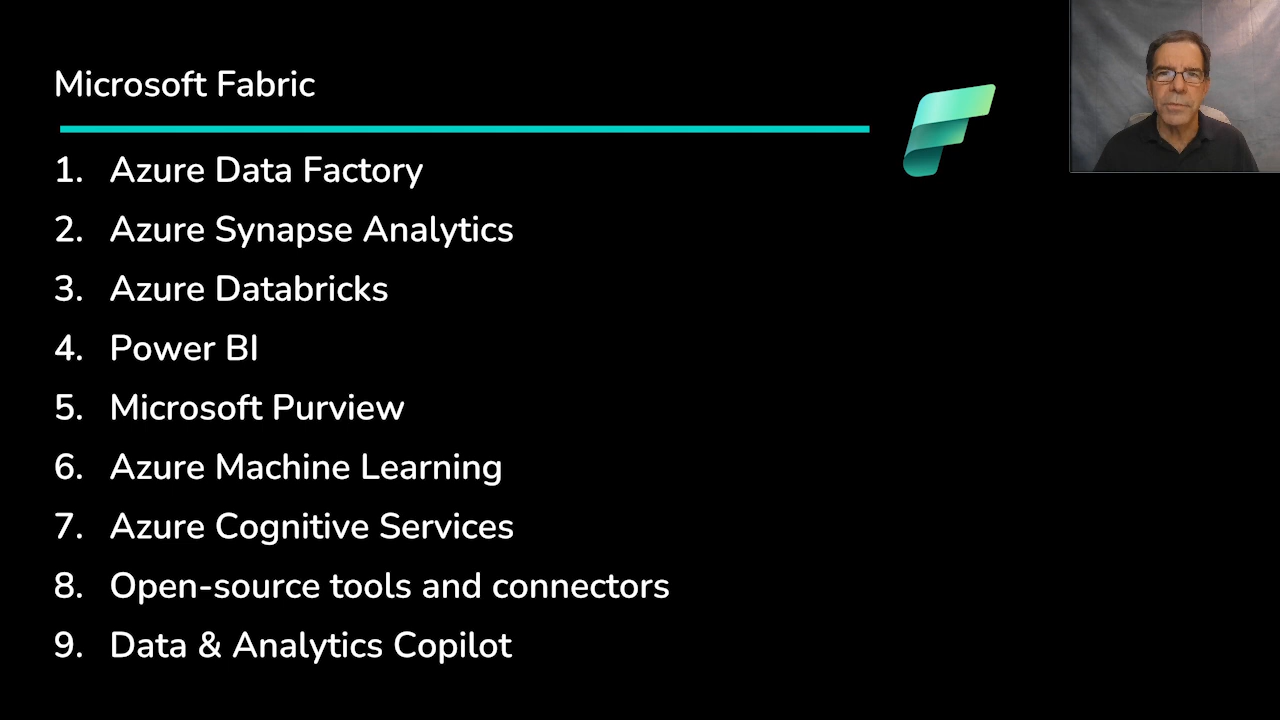 Microsoft Fabric
1. Azure Data Factory
2. Azure Synapse Analytics
3. Azure Databricks
4. Power BI
5. Microsoft Purview
6. Azure Machine Learning
7. Azure Cognitive Services
8. Open-source tools and connectors
9. Data & Analytics Copilot